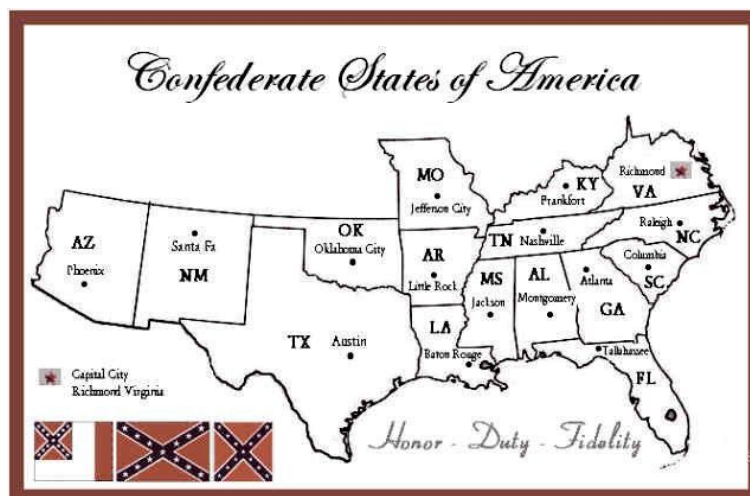 Confederate States of America
MO
Jefferson City
KY
Frankfort
Richmond
VA
AZ
Phoenix
Santa Fa
NM
OK
Oklahoma City
AR
Little Rock
TN
Nashville
Raleigh
NC
Columbia
SC
MS
Jackson
AL
Montgomery
Atlanta
GA
TX
Austin
LA
Baton Rouge
Tallahassee
FL
Capital City
Richmond Virginia
Honor - Duty - Fidelity